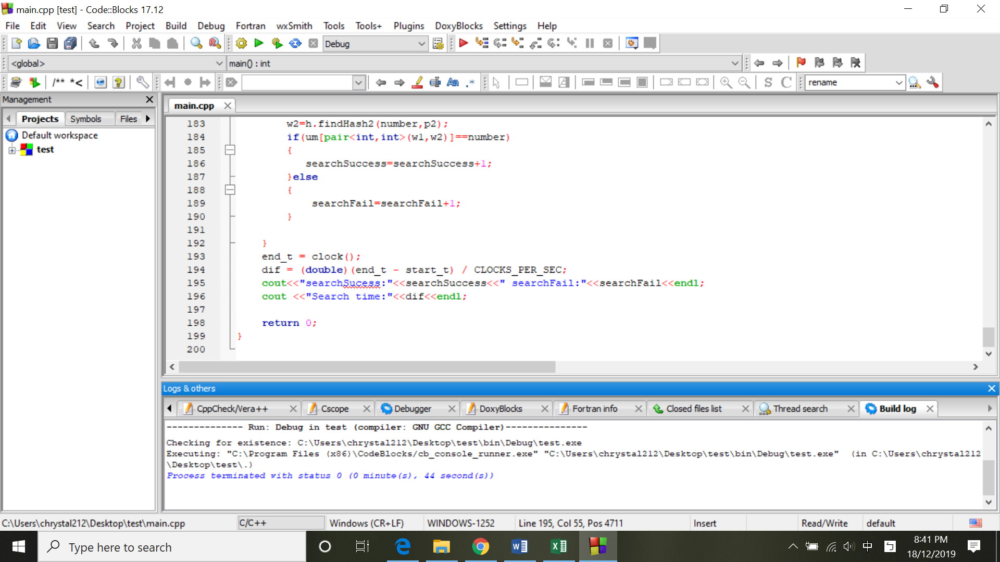 main.cpp [test] - Code::Blocks 17.12
File Edit View Search Project Build Debug Fortran wxSmith Tools Tools+ Plugins DoxyBlocks Settings Help
Debug
<global> main() : int
/** *< Aa .* S C rename
Management
main.cpp
Projects Symbols Files
Default workspace
test
183 w2=h.findHash2(number,p2);
184 if(um[pair<int,int>(w1,w2)]==number)
185 {
186 searchSuccess=searchSuccess+1;
187 }else
188 {
189 searchFail=searchFail+1;
190 }
191
192 }
193 end_t = clock();
194 dif = (double)(end_t - start_t) / CLOCKS_PER_SEC;
195 cout<<"searchSucess:"<<searchSuccess<<" searchFail:"<<searchFail<<endl;
196 cout <<"Search time:"<<dif<<endl;
197
198 return 0;
199 }
200
Logs & others
CppCheck/Vera++ Cscope Debugger DoxyBlocks Fortran info Closed files list Thread search Build log
-------------- Run: Debug in test (compiler: GNU GCC Compiler)---------------
Checking for existence: C:\Users\chrystal212\Desktop\test\bin\Debug\test.exe
Executing: "C:\Program Files (x86)\CodeBlocks/cb_console_runner.exe" "C:\Users\chrystal212\Desktop\test\bin\Debug\test.exe" (in C:\Users\chrystal212
\Desktop\test\.)
Process terminated with status 0 (0 minute(s), 44 second(s))
C:\Users\chrystal212\Desktop\test\main.cpp C/C++ Windows (CR+LF) WINDOWS-1252 Line 195, Col 55, Pos 4711 Insert Read/Write default
Type here to search
中 ㄅ
8:41 PM
18/12/2019